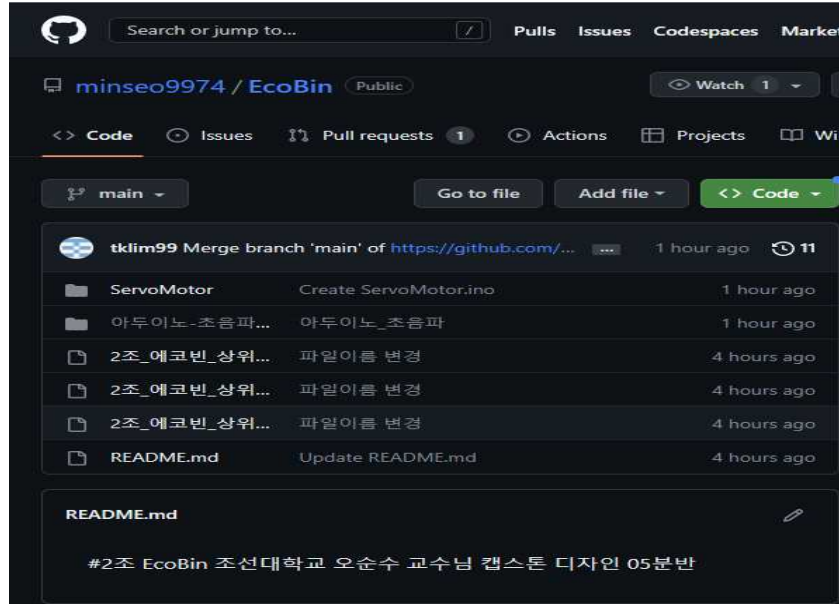 Search or jump to... / Pulls Issues Codespaces Market
minseo9974 / EcoBin Public Watch 1
<> Code Issues Pull requests 1 Actions Projects Wi
main Go to file Add file <> Code
tklim99 Merge branch 'main' of https://github.com/... ... 1 hour ago 11
ServoMotor Create ServoMotor.ino 1 hour ago
아두이노-초음파... 아두이노_초음파 1 hour ago
2조_에코빈_상위... 파일이름 변경 4 hours ago
2조_에코빈_상위... 파일이름 변경 4 hours ago
2조_에코빈_상위... 파일이름 변경 4 hours ago
README.md Update README.md 4 hours ago
README.md
#2조 EcoBin 조선대학교 오순수 교수님 캡스톤 디자인 05분반